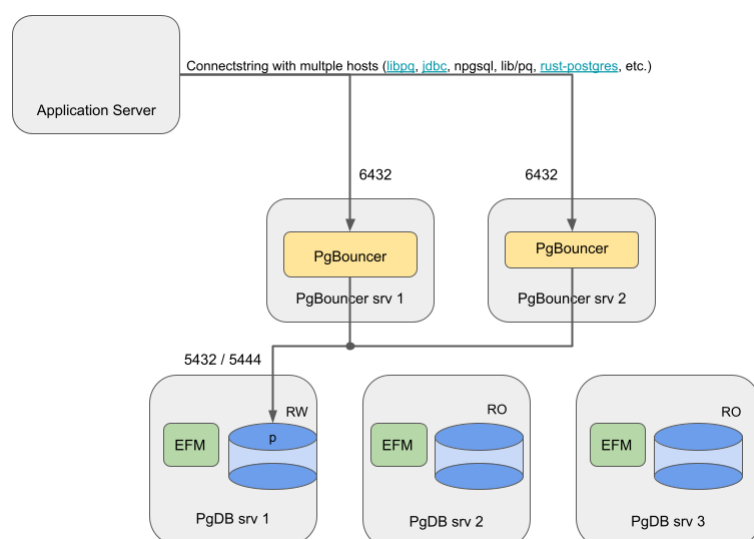 Connectstring with multple hosts (libpq, jdbc, npgsql, lib/pq, rust-postgres, etc.)
Application Server
6432
6432
PgBouncer
PgBouncer
PgBouncer srv 1
PgBouncer srv 2
5432 / 5444
RW
RO
RO
EFM
p
EFM
EFM
PgDB srv 1
PgDB srv 2
PgDB srv 3